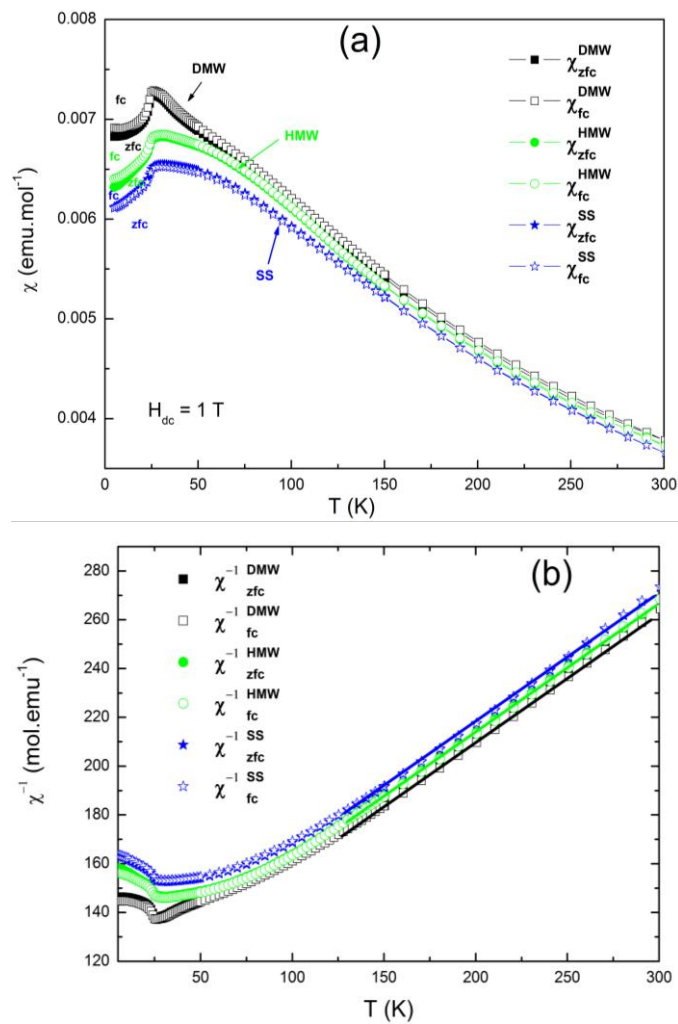 (a)
0.008
0.007
0.006
0.005
0.004
χ (emu.mol⁻¹)
fc
DMW
zfc
fc
HMW
zfc
fc
zfc
SS
H_dc = 1 T
χ_zfc^DMW
χ_fc^DMW
χ_zfc^HMW
χ_fc^HMW
χ_zfc^SS
χ_fc^SS
0 50 100 150 200 250 300
T (K)
(b)
280
260
240
220
200
180
160
140
120
χ⁻¹ (mol.emu⁻¹)
χ⁻¹ DMW zfc
χ⁻¹ DMW fc
χ⁻¹ HMW zfc
χ⁻¹ HMW fc
χ⁻¹ SS zfc
χ⁻¹ SS fc
50 100 150 200 250 300
T (K)